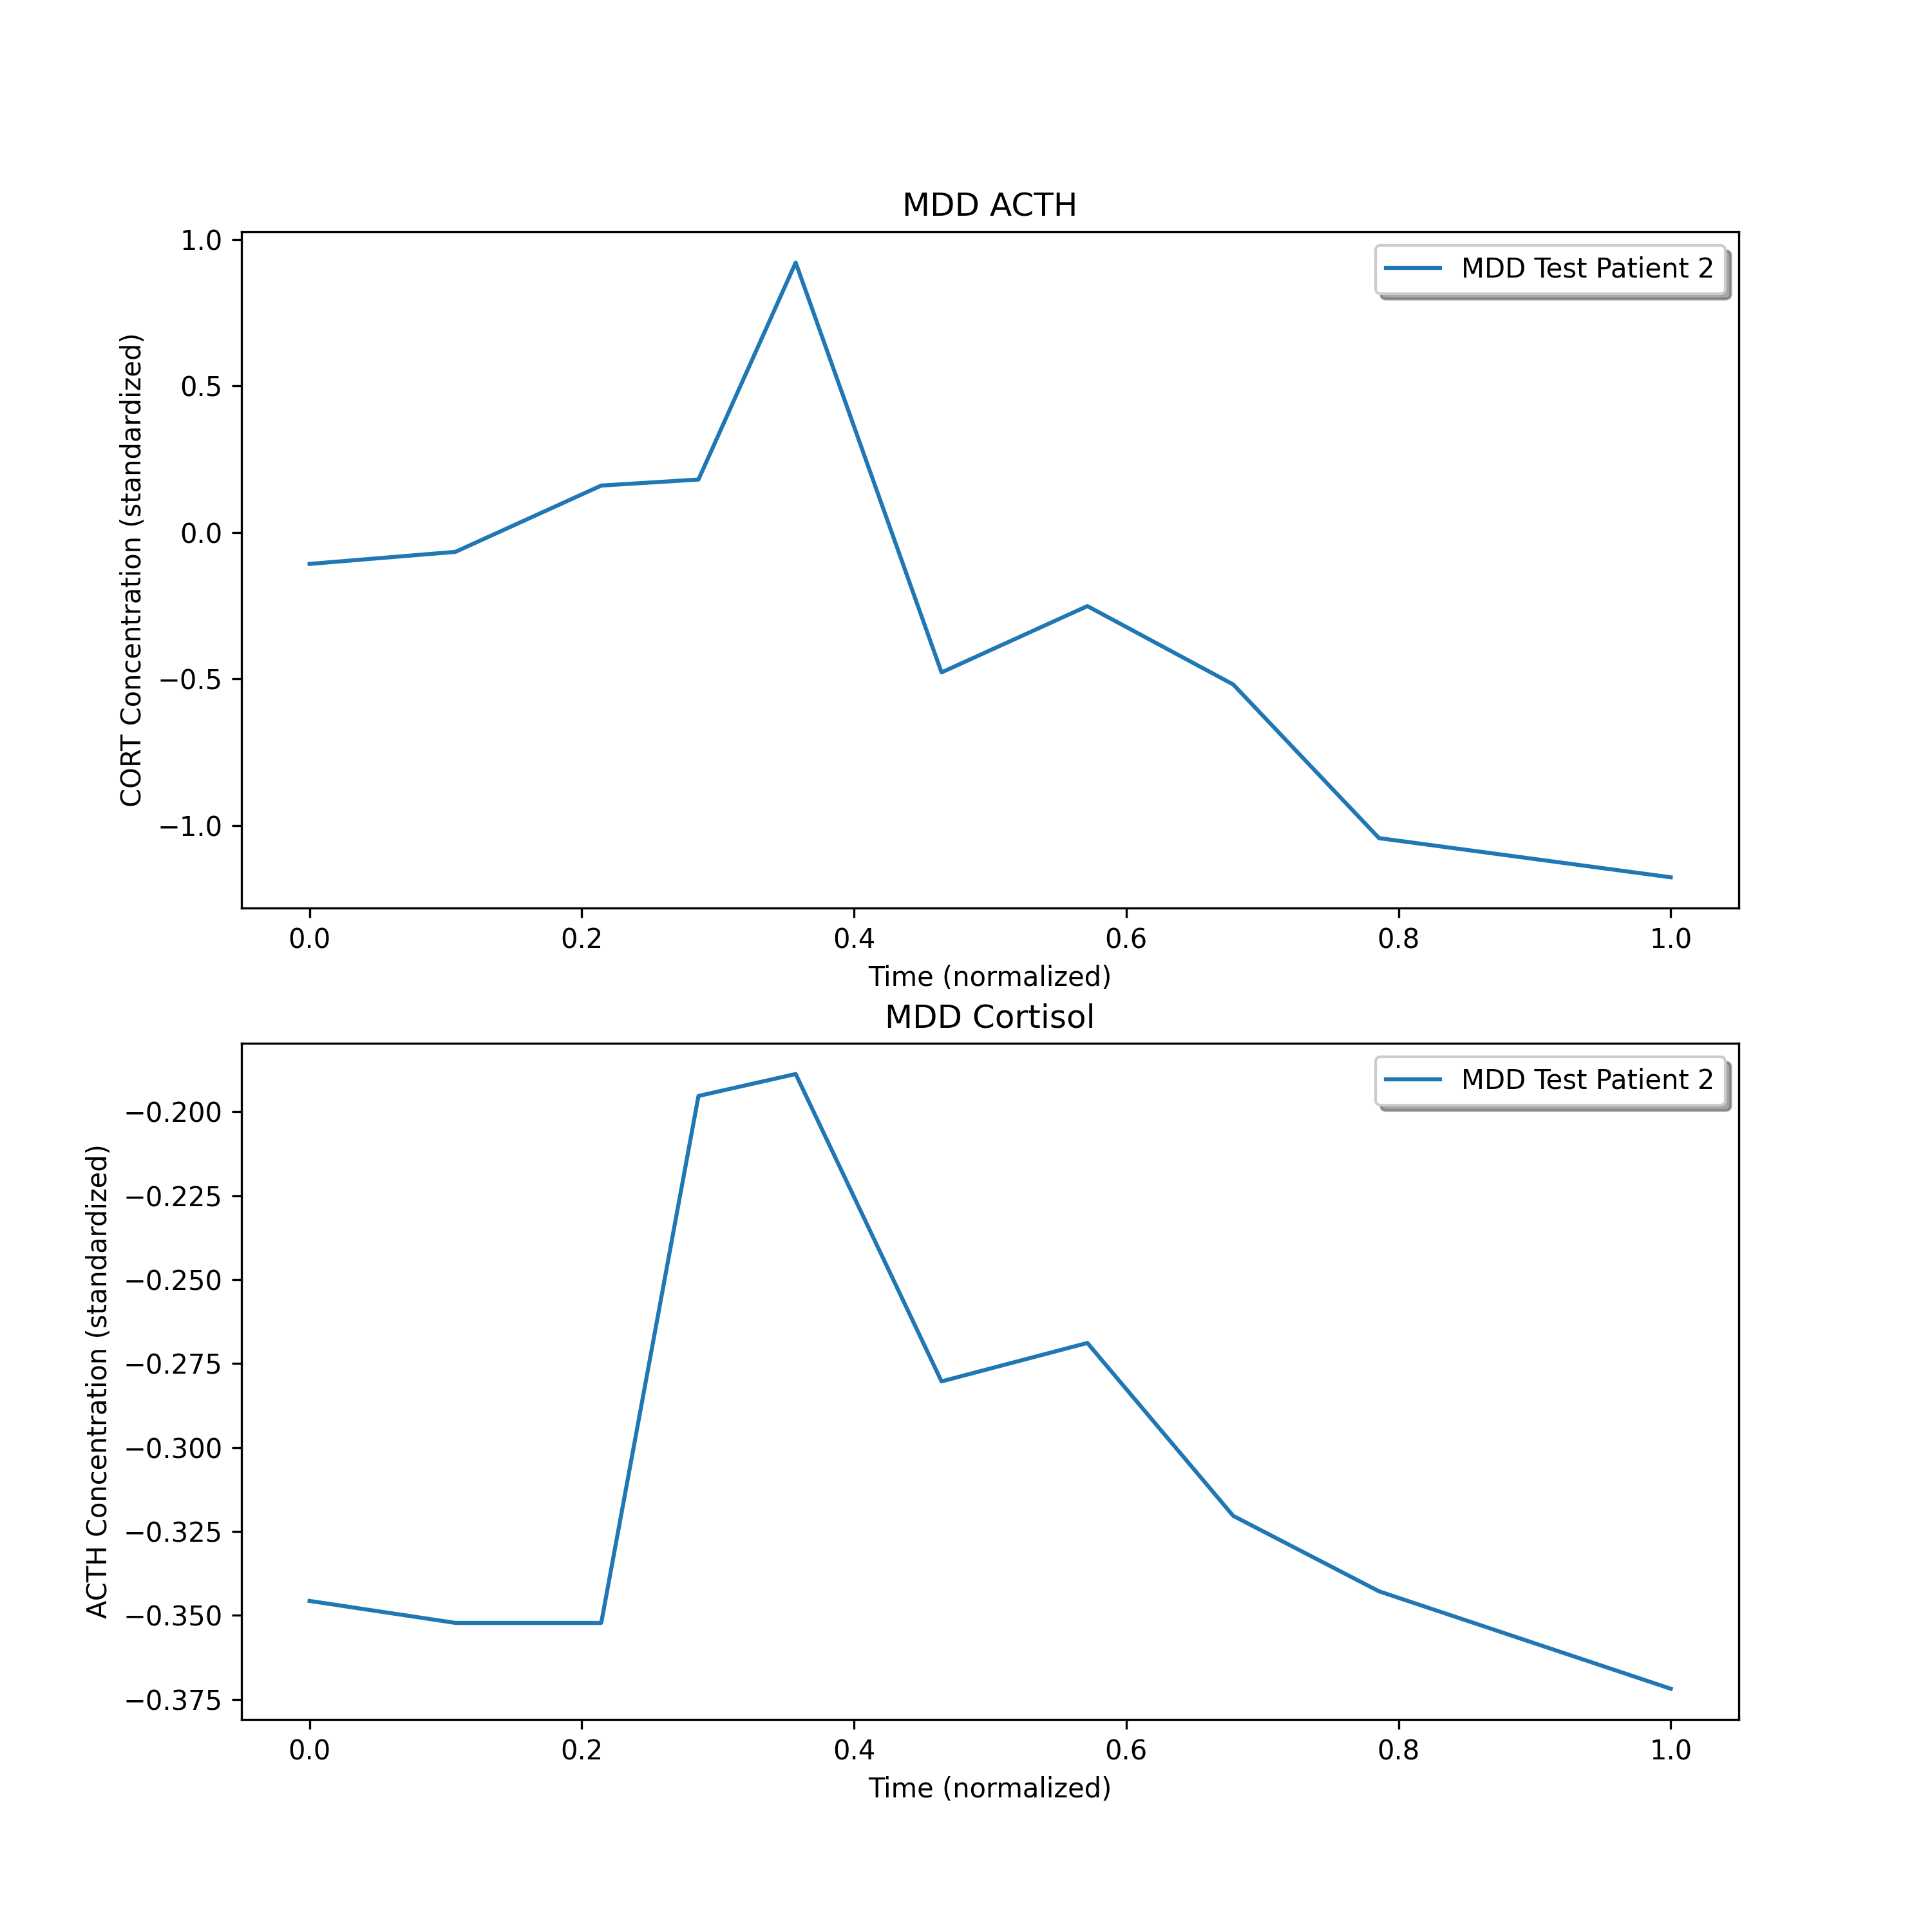 MDD ACTH
MDD Test Patient 2
CORT Concentration (standardized)
1.0
0.5
0.0
−0.5
−1.0
0.0 0.2 0.4 0.6 0.8 1.0
Time (normalized)
MDD Cortisol
MDD Test Patient 2
ACTH Concentration (standardized)
−0.200
−0.225
−0.250
−0.275
−0.300
−0.325
−0.350
−0.375
0.0 0.2 0.4 0.6 0.8 1.0
Time (normalized)